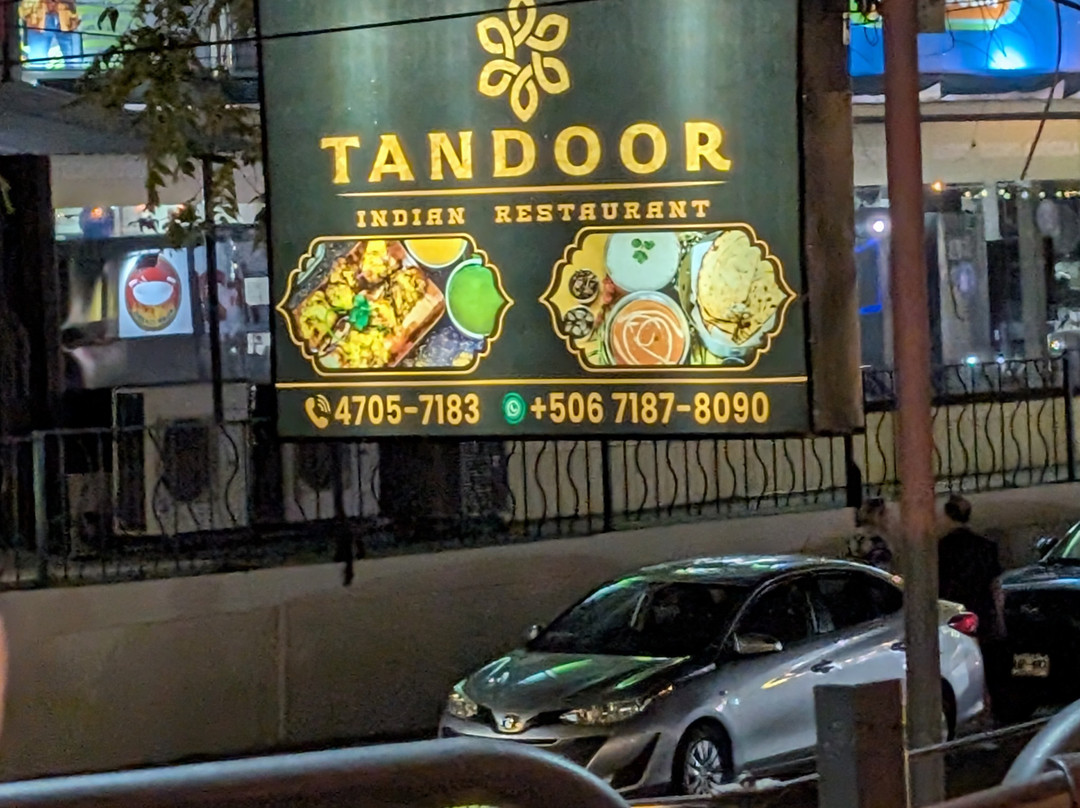 TANDOOR
INDIAN RESTAURANT
4705-7183 +506 7187-8090